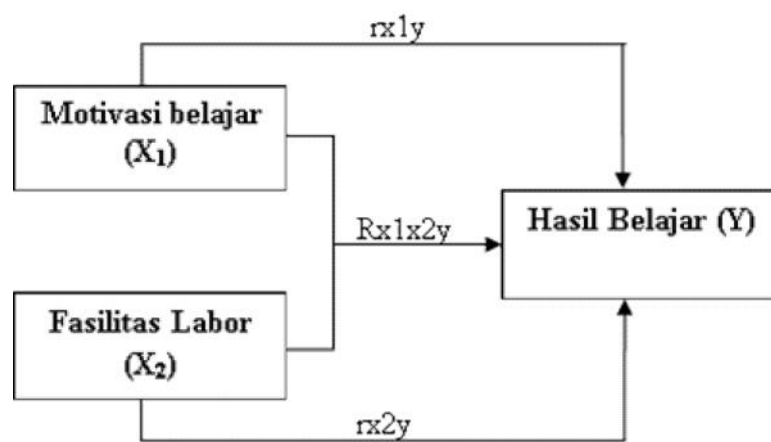 rx1y
Motivasi belajar
(X₁)
Rx1x2y
Hasil Belajar (Y)
Fasilitas Labor
(X₂)
rx2y